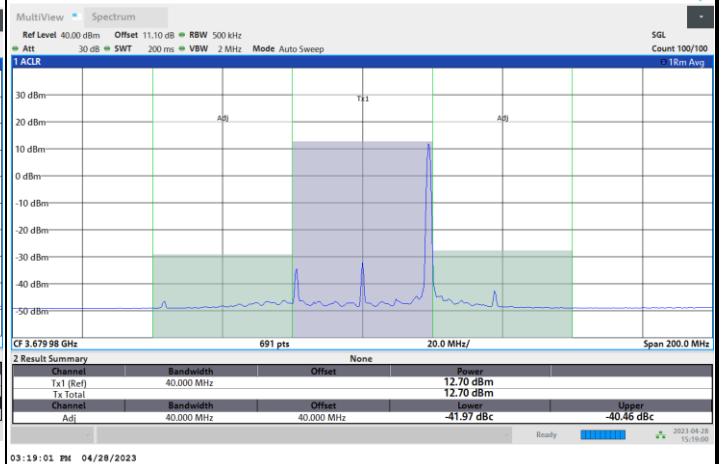 MultiView Spectrum
Ref Level 40.00 dBm Offset 11.10 dB RBW 500 kHz SGL
Att 30 dB SWT 200 ms VBW 2 MHz Mode Auto Sweep Count 100/100
1 ACLR 1Rm Avg
30 dBm
Tx1
20 dBm
Adj Adj
10 dBm
0 dBm
-10 dBm
-20 dBm
-30 dBm
-40 dBm
-50 dBm
CF 3.679 98 GHz 691 pts 20.0 MHz/ Span 200.0 MHz
2 Result Summary None
Channel Bandwidth Offset Power
Tx1 (Ref) 40.000 MHz 12.70 dBm
Tx Total 12.70 dBm
Channel Bandwidth Offset Lower Upper
Adj 40.000 MHz 40.000 MHz -41.97 dBc -40.46 dBc
Ready 2023-04-28
15:19:00
03:19:01 PM 04/28/2023